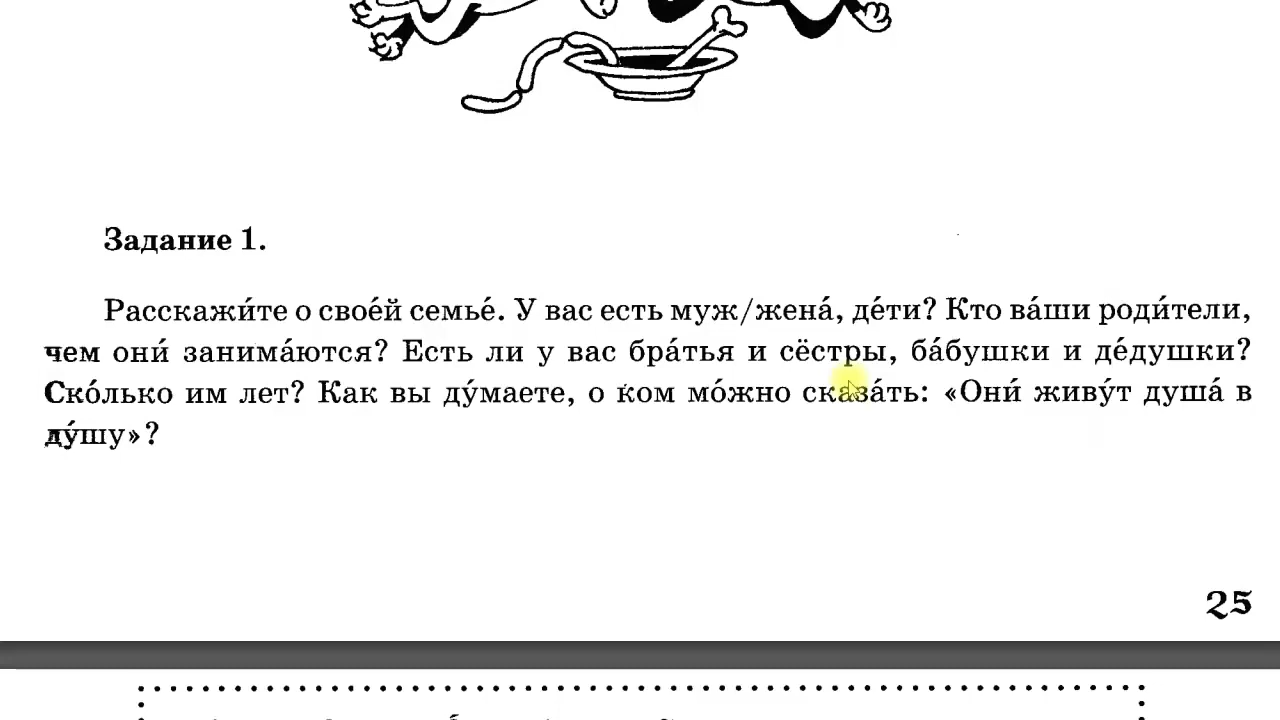 Задание 1.
Расскажи́те о свое́й семье́. У вас есть муж/жена́, де́ти? Кто ва́ши роди́тели,
чем они́ занима́ются? Есть ли у вас бра́тья и сёстры, ба́бушки и де́душки?
Ско́лько им лет? Как вы ду́маете, о ком мо́жно сказа́ть: «Они́ живу́т душа́ в
ду́шу»?
25